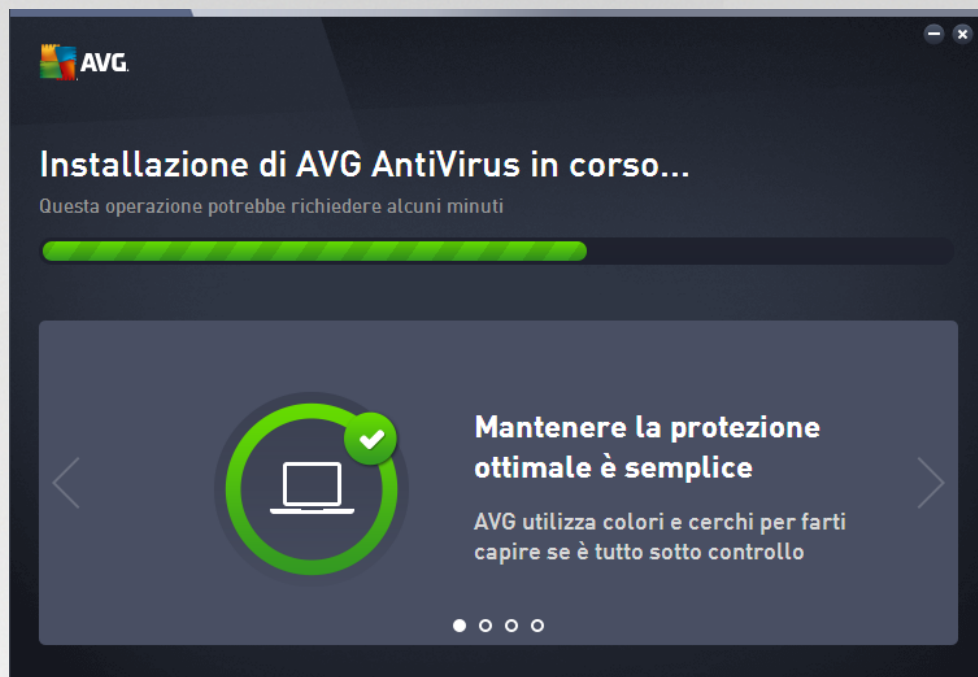 AVG.
Installazione di AVG AntiVirus in corso...
Questa operazione potrebbe richiedere alcuni minuti
Mantenere la protezione
ottimale è semplice
AVG utilizza colori e cerchi per farti
capire se è tutto sotto controllo